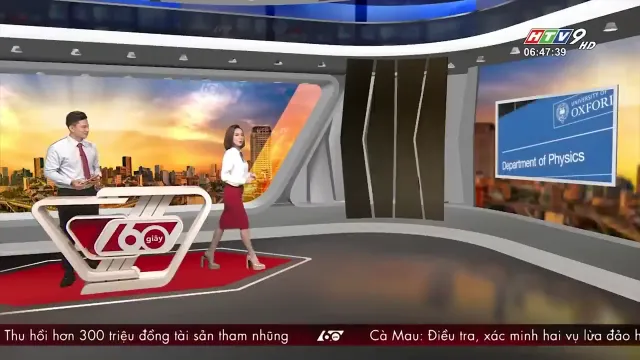 HTV9 HD
06:47:39
UNIVERSITY OF
OXFORD
Department of Physics
60
giây
Thu hồi hơn 300 triệu đồng tài sản tham nhũng 60 Cà Mau: Điều tra, xác minh hai vụ lừa đảo h